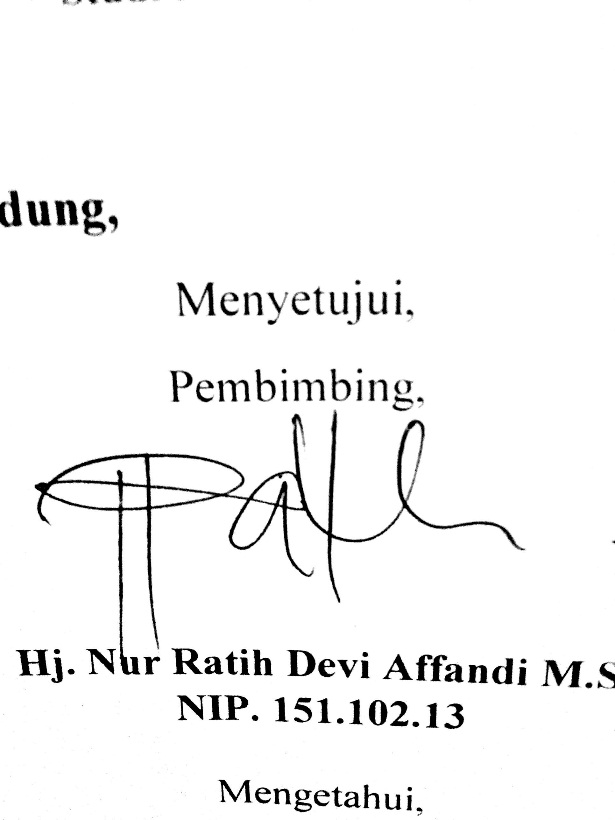 dung,
Menyetujui,
Pembimbing,
Hj. Nur Ratih Devi Affandi M.S
NIP. 151.102.13
Mengetahui,